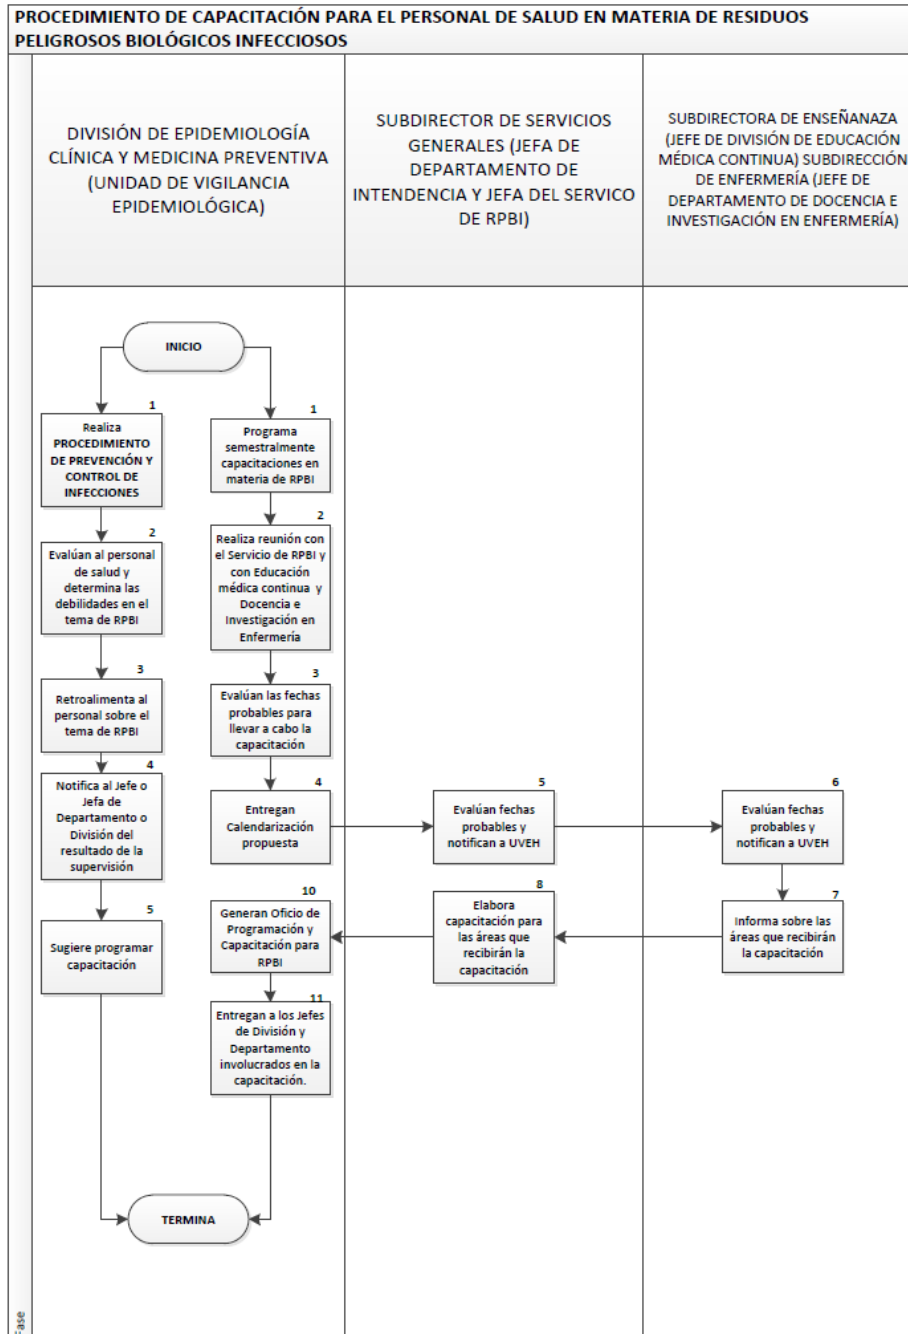 PROCEDIMIENTO DE CAPACITACIÓN PARA EL PERSONAL DE SALUD EN MATERIA DE RESIDUOS
PELIGROSOS BIOLÓGICOS INFECCIOSOS
DIVISIÓN DE EPIDEMIOLOGÍA
CLÍNICA Y MEDICINA PREVENTIVA
(UNIDAD DE VIGILANCIA
EPIDEMIOLÓGICA)
SUBDIRECTOR DE SERVICIOS
GENERALES (JEFA DE
DEPARTAMENTO DE
INTENDENCIA Y JEFA DEL SERVICO
DE RPBI)
SUBDIRECTORA DE ENSEÑANAZA
(JEFE DE DIVISIÓN DE EDUCACIÓN
MÉDICA CONTINUA) SUBDIRECCIÓN
DE ENFERMERÍA (JEFE DE
DEPARTAMENTO DE DOCENCIA E
INVESTIGACIÓN EN ENFERMERÍA)
INICIO
1
Realiza
PROCEDIMIENTO
DE PREVENCIÓN Y
CONTROL DE
INFECCIONES
2
Evalúan al personal
de salud y
determina las
debilidades en el
tema de RPBI
3
Retroalimenta al
personal sobre el
tema de RPBI
4
Notifica al Jefe o
Jefa de
Departamento o
División del
resultado de la
supervisión
5
Sugiere programar
capacitación
1
Programa
semestralmente
capacitaciones en
materia de RPBI
2
Realiza reunión con
el Servicio de RPBI y
con Educación
médica continua y
Docencia e
Investigación en
Enfermería
3
Evalúan las fechas
probables para
llevar a cabo la
capacitación
4
Entregan
Calendarización
propuesta
5
Evalúan fechas
probables y
notifican a UVEH
6
Evalúan fechas
probables y
notifican a UVEH
7
Informa sobre las
áreas que recibirán
la capacitación
8
Elabora
capacitación para
las áreas que
recibirán la
capacitación
10
Generan Oficio de
Programación y
Capacitación para
RPBI
11
Entregan a los Jefes
de División y
Departamento
involucrados en la
capacitación.
TERMINA
Fase